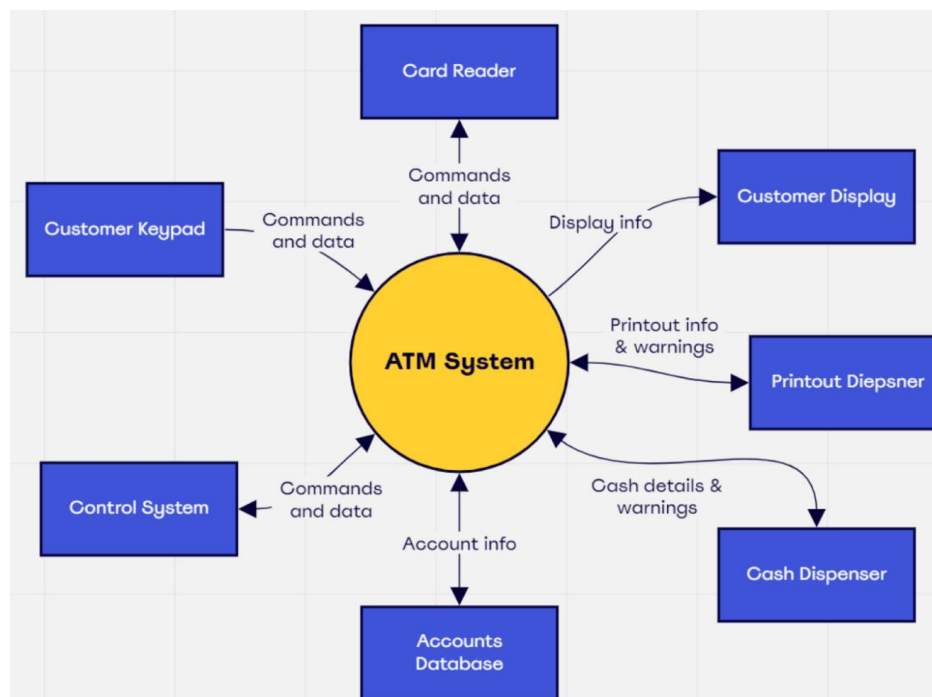 Card Reader
Commands
and data
Customer Display
Customer Keypad
Commands
and data
Display info
Printout info
& warnings
ATM System
Printout Diepsner
Control System
Commands
and data
Cash details &
warnings
Account info
Cash Dispenser
Accounts
Database